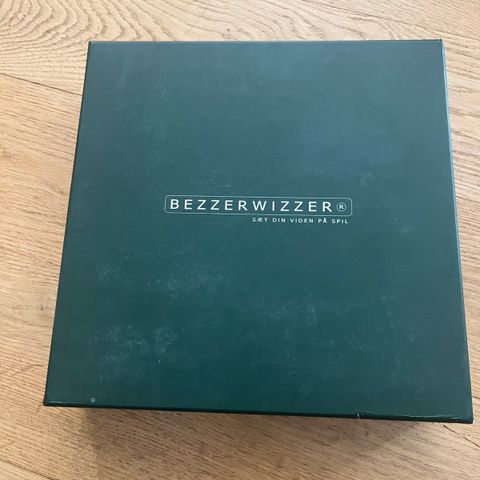 BEZZERWIZZER®
SÆT DIN VIDEN PÅ SPIL